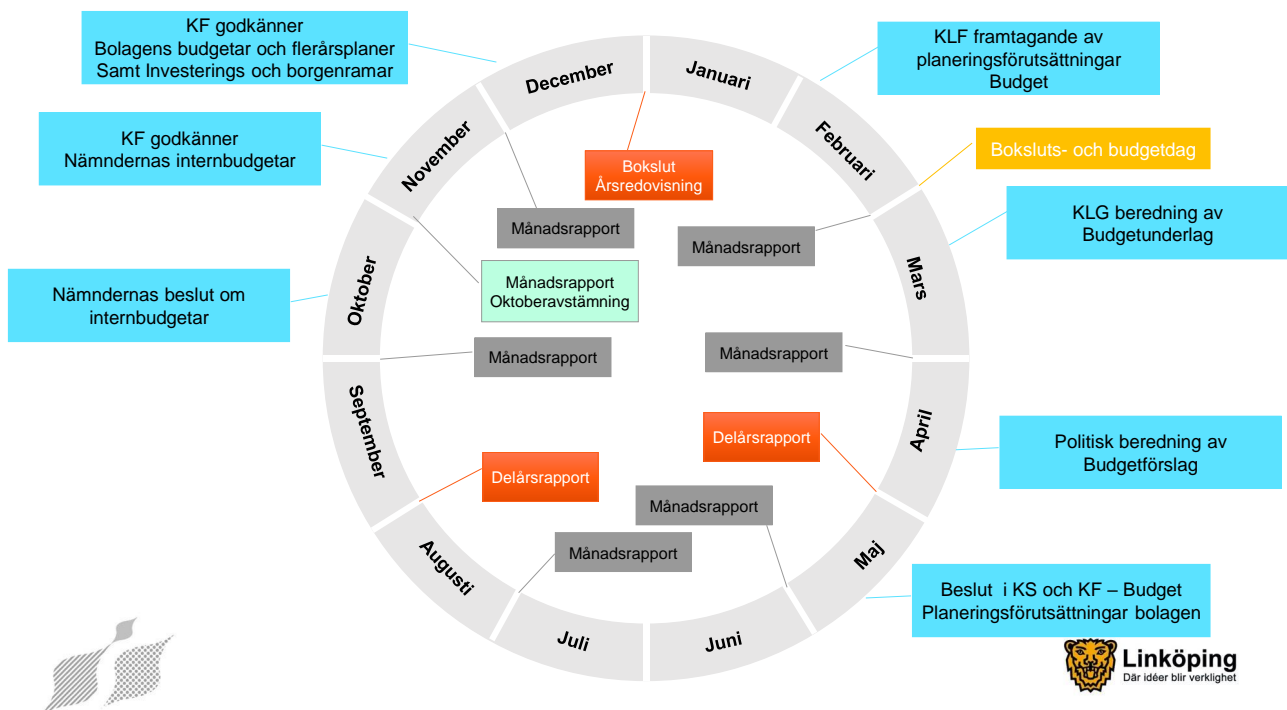 KF godkänner
Bolagens budgetar och flerårsplaner
Samt Investerings och borgenramar
KLF framtagande av
planeringsförutsättningar
Budget
December
Januari
KF godkänner
Nämndernas internbudgetar
November
Februari
Bokslut
Årsredovisning
Boksluts- och budgetdag
Månadsrapport
Månadsrapport
KLG beredning av
Budgetunderlag
Mars
Oktober
Nämndernas beslut om
internbudgetar
Månadsrapport
Oktoberavstämning
Månadsrapport
Månadsrapport
September
April
Delårsrapport
Delårsrapport
Politisk beredning av
Budgetförslag
Månadsrapport
Månadsrapport
Augusti
Maj
Juli
Juni
Beslut  i KS och KF – Budget
Planeringsförutsättningar bolagen
Linköping
Där idéer blir verklighet